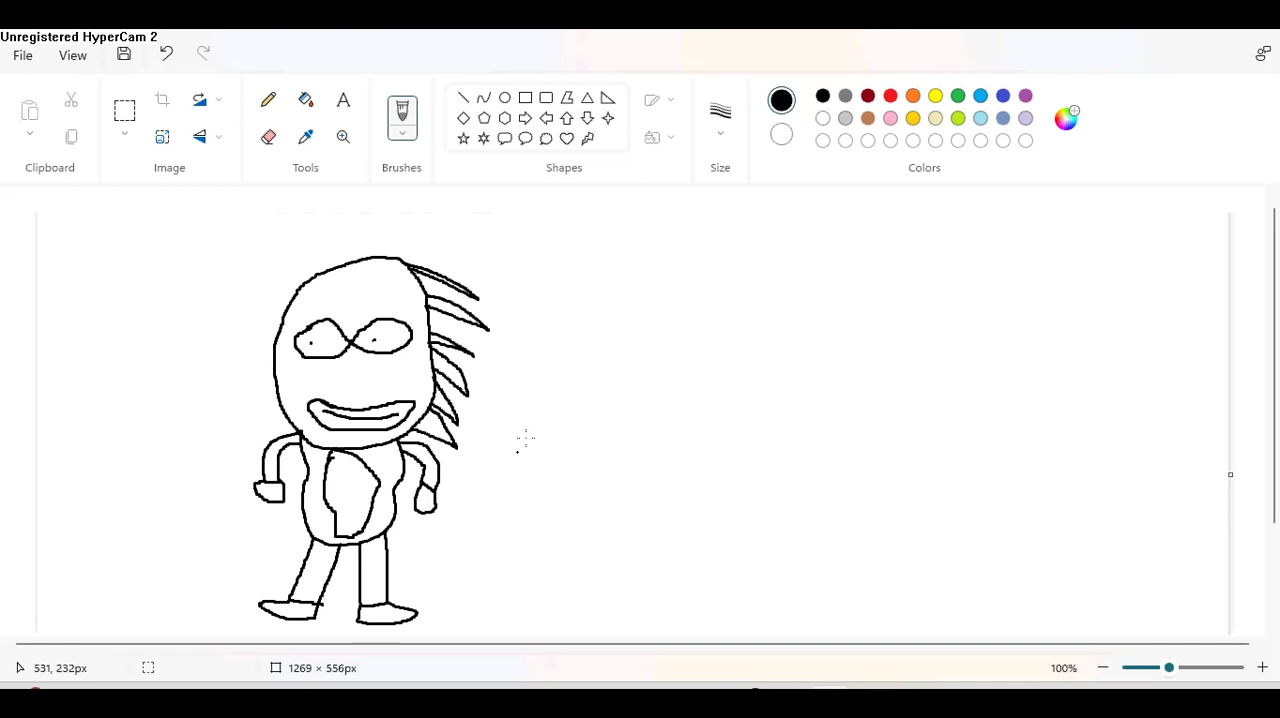 Unregistered HyperCam 2
File View
Clipboard Image Tools Brushes Shapes Size Colors
531, 232px 1269 × 556px 100%